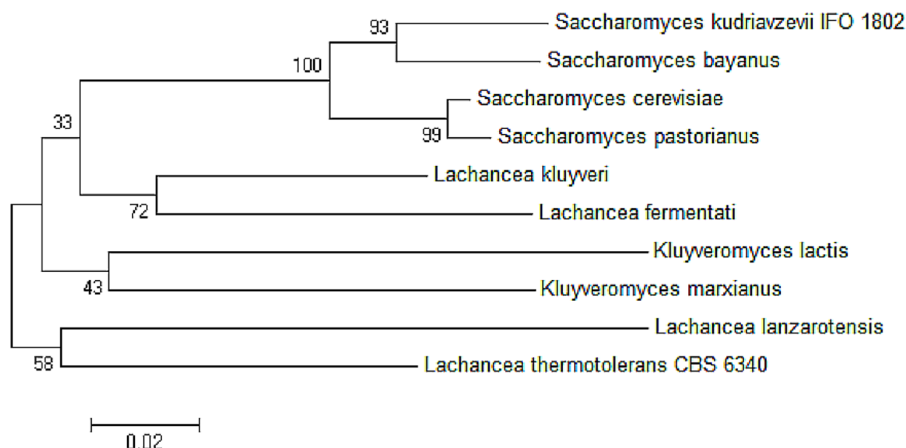 Saccharomyces kudriavzevii IFO 1802
93
Saccharomyces bayanus
100
Saccharomyces cerevisiae
33
99
Saccharomyces pastorianus
Lachancea kluyveri
72
Lachancea fermentati
Kluyveromyces lactis
43
Kluyveromyces marxianus
Lachancea lanzarotensis
58
Lachancea thermotolerans CBS 6340
0.02